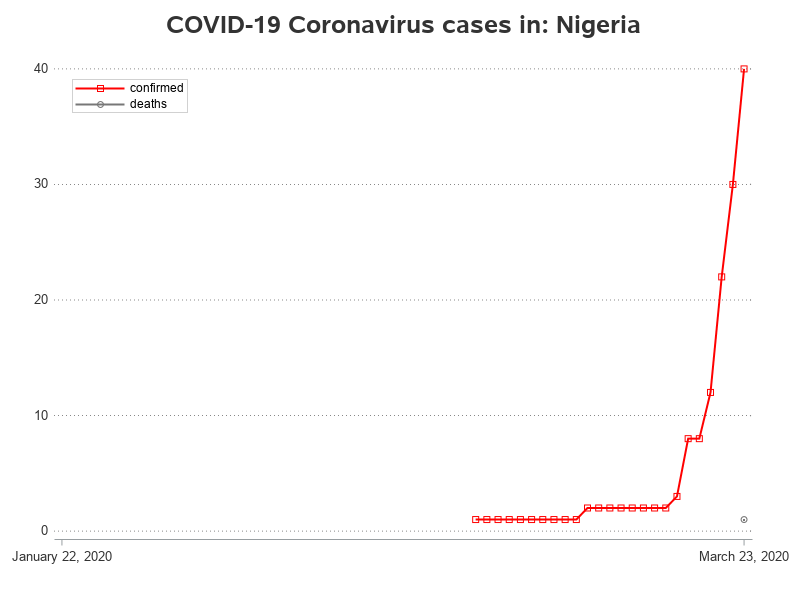 COVID-19 Coronavirus cases in: Nigeria
40
confirmed
deaths
30
20
10
0
January 22, 2020
March 23, 2020